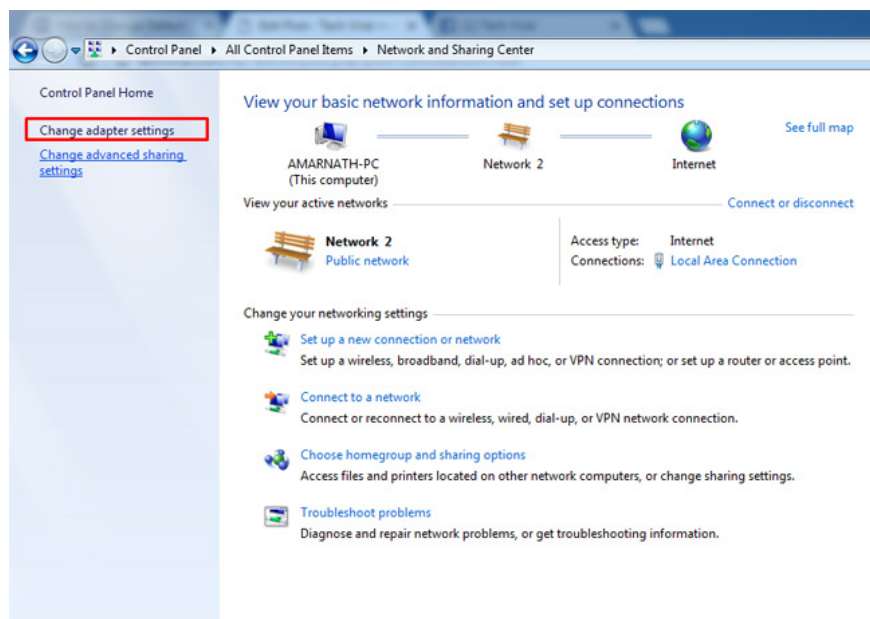 Control Panel ▸ All Control Panel Items ▸ Network and Sharing Center
Control Panel Home
Change adapter settings
Change advanced sharing
settings
View your basic network information and set up connections
See full map
AMARNATH-PC
(This computer)
Network 2
Internet
View your active networks
Connect or disconnect
Network 2
Public network
Access type: Internet
Connections: Local Area Connection
Change your networking settings
Set up a new connection or network
Set up a wireless, broadband, dial-up, ad hoc, or VPN connection; or set up a router or access point.
Connect to a network
Connect or reconnect to a wireless, wired, dial-up, or VPN network connection.
Choose homegroup and sharing options
Access files and printers located on other network computers, or change sharing settings.
Troubleshoot problems
Diagnose and repair network problems, or get troubleshooting information.